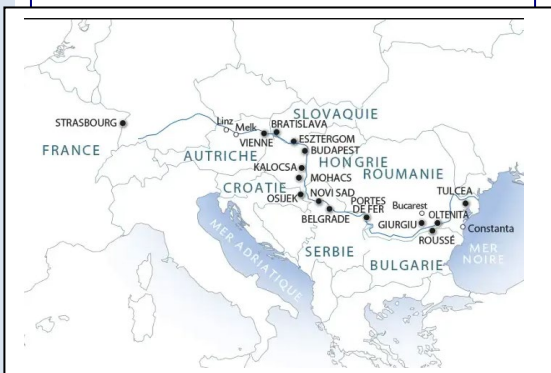 STRASBOURG
FRANCE
Linz
Melk
VIENNE
BRATISLAVA
SLOVAQUIE
ESZTERGOM
BUDAPEST
AUTRICHE
HONGRIE
KALOCSA
MOHACS
ROUMANIE
CROATIE
OSIJEK
NOVI SAD
BELGRADE
PORTES
DE FER
Bucarest
GIURGIU
OLTENITA
TULCEA
Constanta
ROUSSÉ
MER
NOIRE
SERBIE
BULGARIE
MER ADRIATIQUE